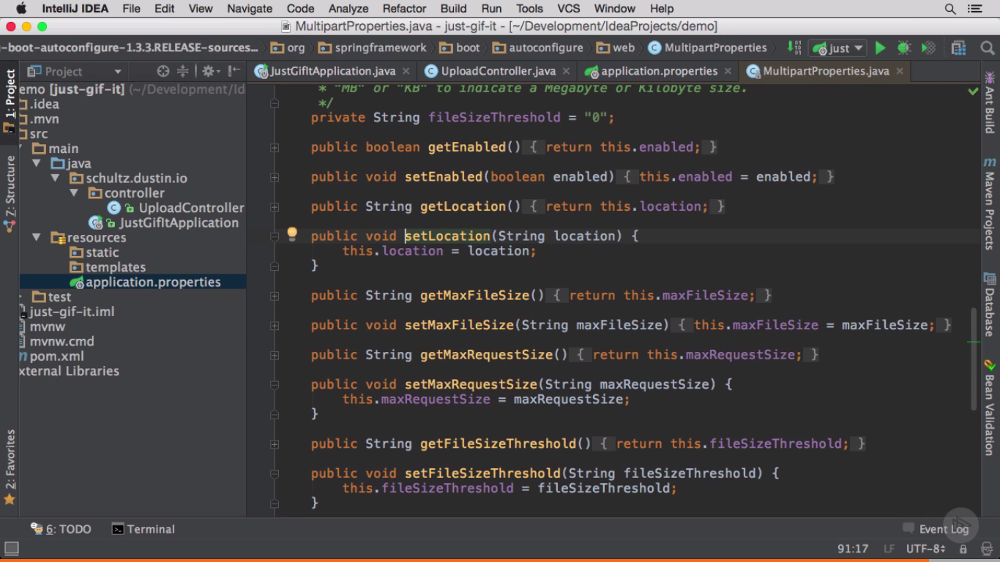 IntelliJ IDEA File Edit View Navigate Code Analyze Refactor Build Run Tools VCS Window Help
MultipartProperties.java - just-gif-it - [~/Development/IdeaProjects/demo]
-boot-autoconfigure-1.3.3.RELEASE-sources... org springframework boot autoconfigure web MultipartProperties just
Project
JustGifItApplication.java UploadController.java application.properties MultipartProperties.java
emo [just-gif-it] (~/Development/Id
.idea
.mvn
src
main
java
schultz.dustin.io
controller
UploadController
JustGifItApplication
resources
static
templates
application.properties
test
just-gif-it.iml
mvnw
mvnw.cmd
pom.xml
xternal Libraries
1: Project
Z: Structure
2: Favorites
* "MB" or "KB" to indicate a Megabyte or Kilobyte size.
*/
private String fileSizeThreshold = "0";
public boolean getEnabled() { return this.enabled; }
public void setEnabled(boolean enabled) { this.enabled = enabled; }
public String getLocation() { return this.location; }
public void setLocation(String location) {
this.location = location;
}
public String getMaxFileSize() { return this.maxFileSize; }
public void setMaxFileSize(String maxFileSize) { this.maxFileSize = maxFileSize; }
public String getMaxRequestSize() { return this.maxRequestSize; }
public void setMaxRequestSize(String maxRequestSize) {
this.maxRequestSize = maxRequestSize;
}
public String getFileSizeThreshold() { return this.fileSizeThreshold; }
public void setFileSizeThreshold(String fileSizeThreshold) {
this.fileSizeThreshold = fileSizeThreshold;
}
Ant Build
Maven Projects
Database
Bean Validation
6: TODO Terminal Event Log
91:17 LF UTF-8